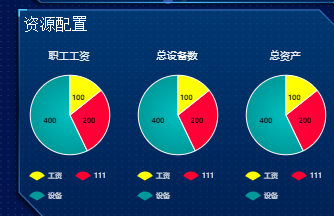 资源配置
职工工资 总设备数 总资产
100 100 100
400 200 400 200 400 200
工资 111 工资 111 工资 111
设备 设备 设备